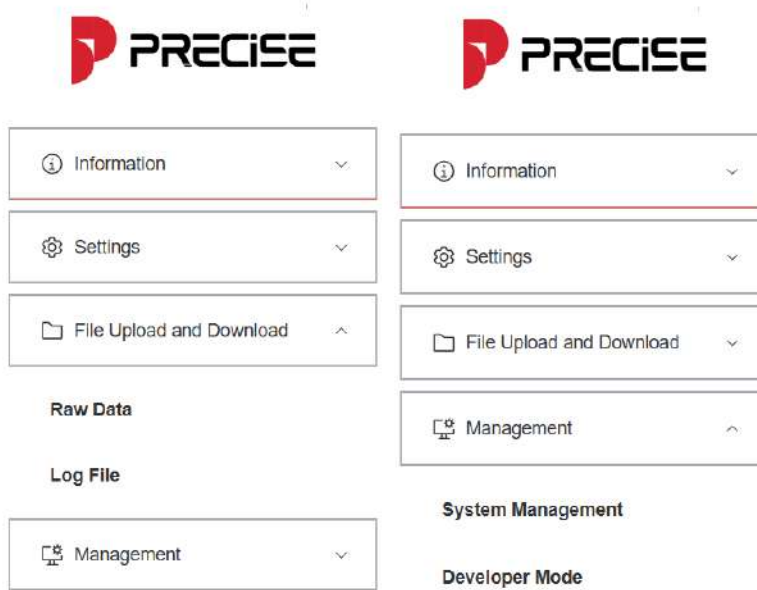 PRECISE
Information
Settings
File Upload and Download
Raw Data
Log File
Management
PRECISE
Information
Settings
File Upload and Download
Management
System Management
Developer Mode